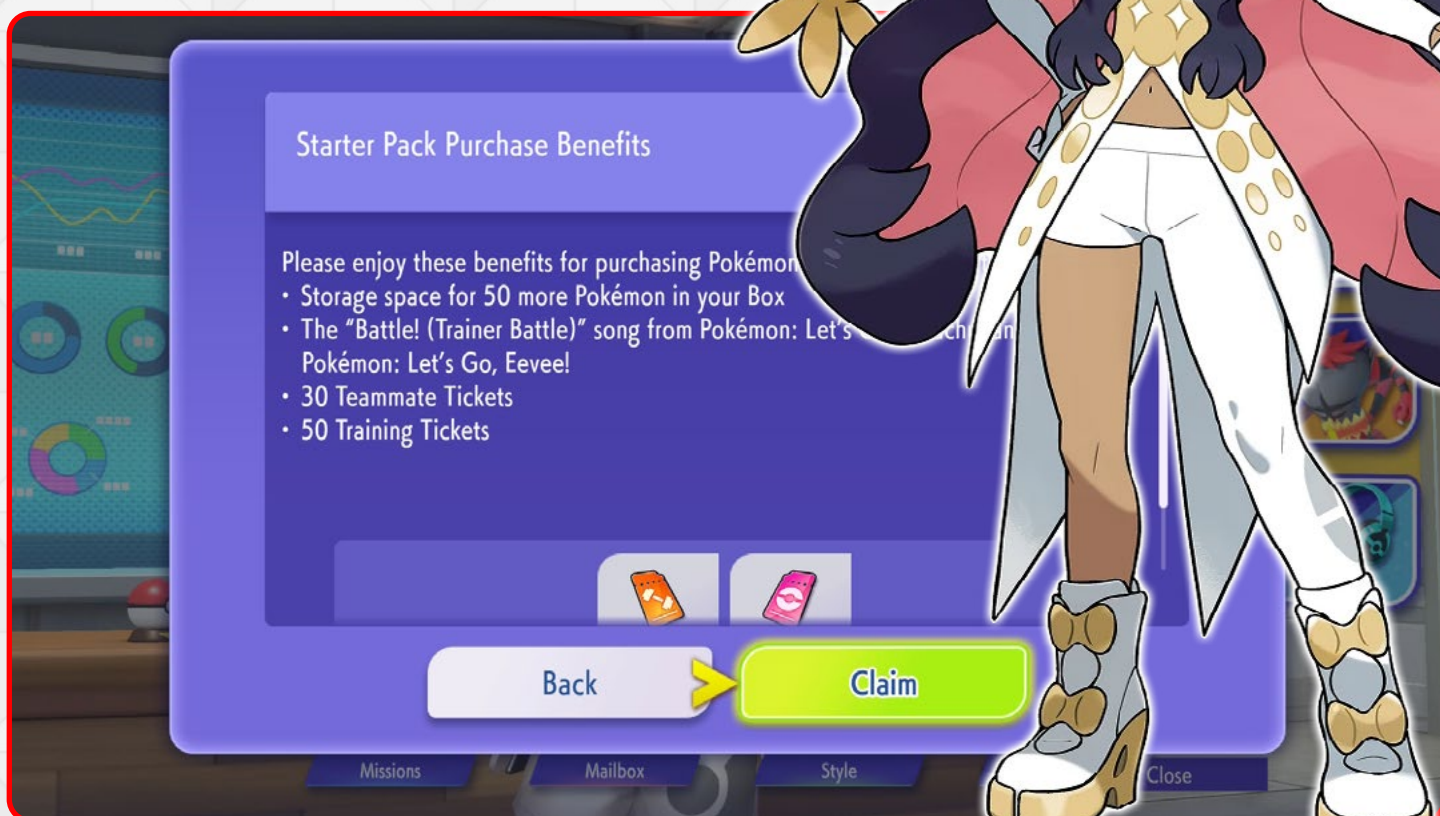 Starter Pack Purchase Benefits
Please enjoy these benefits for purchasing Pokémon
• Storage space for 50 more Pokémon in your Box
• The “Battle! (Trainer Battle)” song from Pokémon: Let's
Pokémon: Let's Go, Eevee!
• 30 Teammate Tickets
• 50 Training Tickets
Back
Claim
Missions
Mailbox
Style
Close